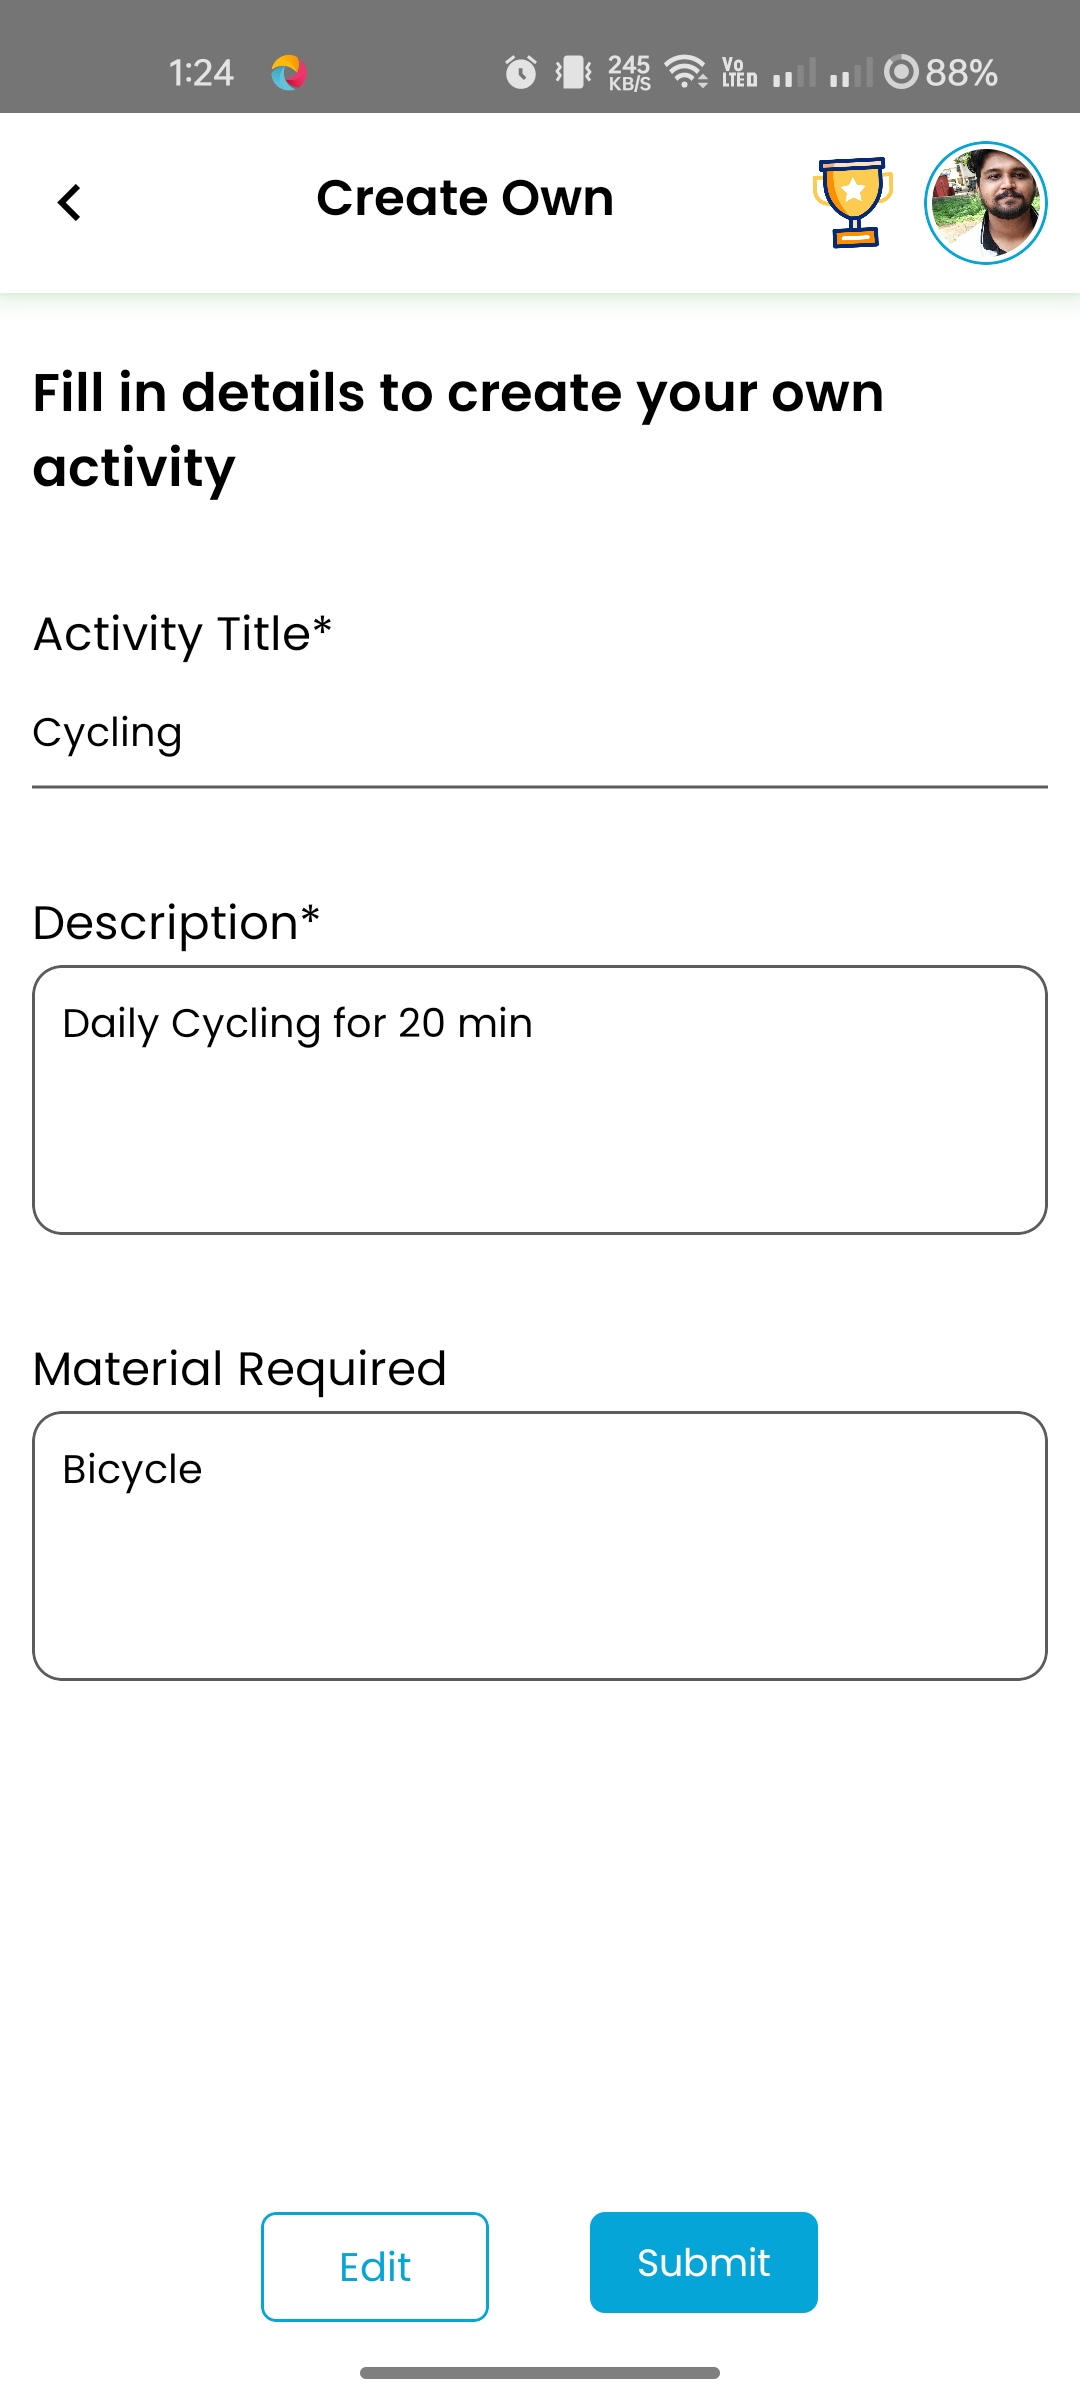 1:24 245 KB/S Vo LTED 88%
Create Own
Fill in details to create your own
activity
Activity Title*
Cycling
Description*
Daily Cycling for 20 min
Material Required
Bicycle
Edit Submit